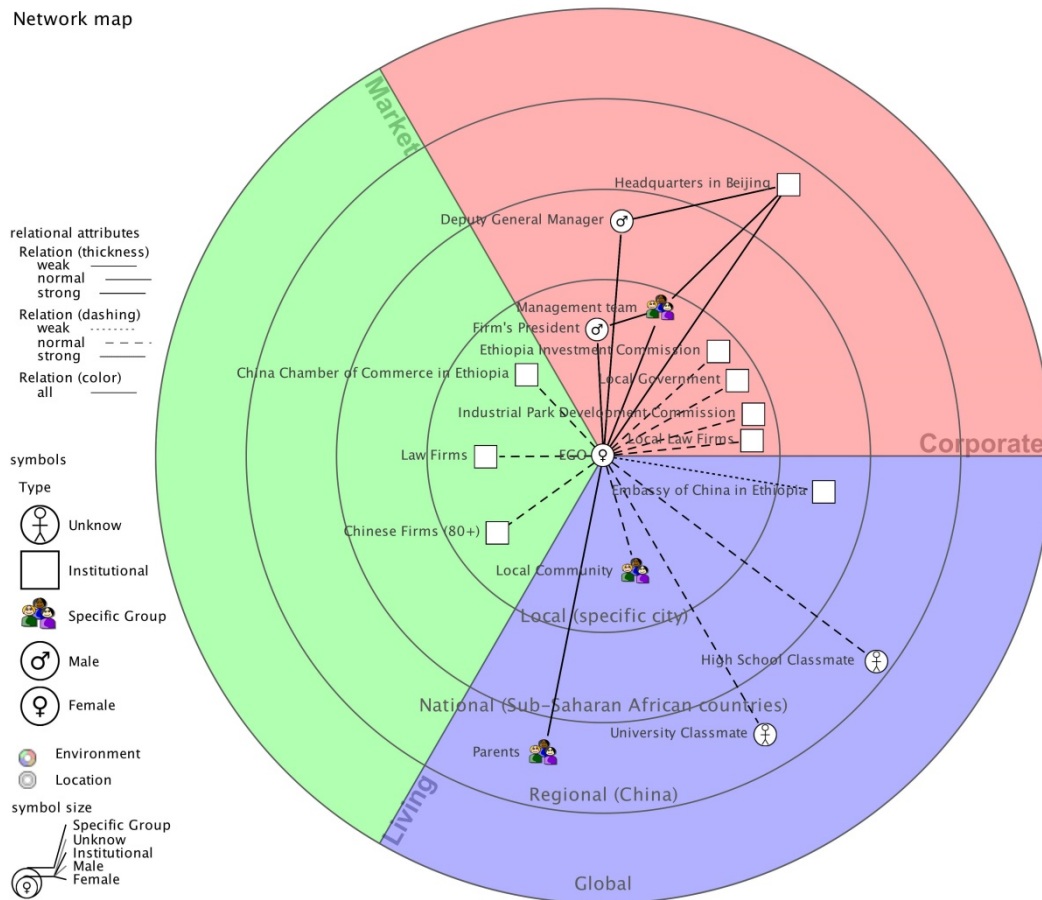 Network map
Market
Headquarters in Beijing
Deputy General Manager
relational attributes
Relation (thickness)
weak
normal
strong
Relation (dashing)
weak
normal
strong
Relation (color)
all
Management team
Firm's President
Ethiopia Investment Commission
China Chamber of Commerce in Ethiopia
Local Government
Industrial Park Development Commission
Local Law Firms
Corporate
Law Firms
EGO
Embassy of China in Ethiopia
Chinese Firms (80+)
Local Community
Local (specific city)
High School Classmate
National (Sub-Saharan African countries)
University Classmate
Parents
Regional (China)
Living
Global
symbols
Type
Unknow
Institutional
Specific Group
Male
Female
Environment
Location
symbol size
Specific Group
Unknow
Institutional
Male
Female